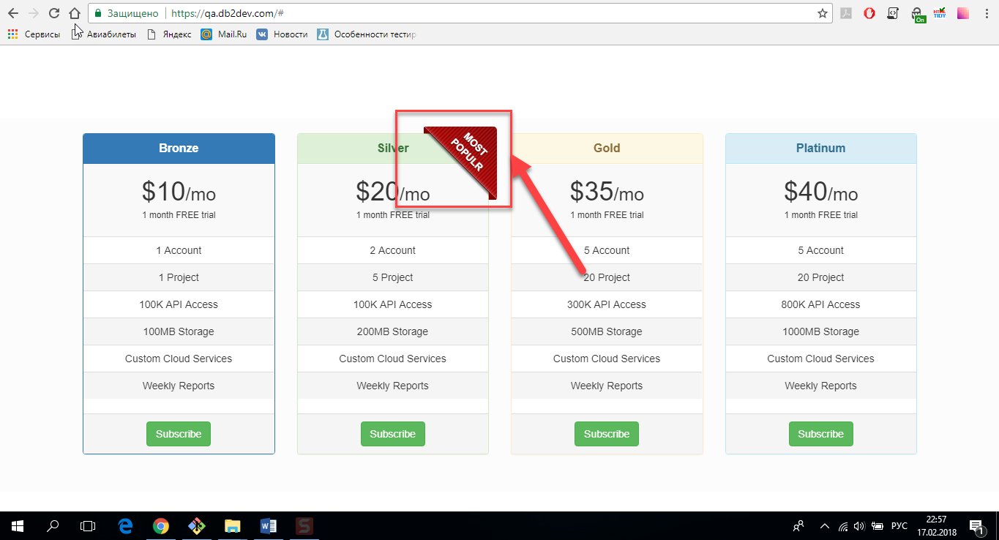 Защищено https://qa.db2dev.com/#
HTML TIDY
On
Сервисы Авиабилеты Яндекс Mail.Ru Новости Особенности тестир
Bronze
$10/mo
1 month FREE trial
1 Account
1 Project
100K API Access
100MB Storage
Custom Cloud Services
Weekly Reports
Subscribe
Silver
MOST
POPULR
$20/mo
1 month FREE trial
2 Account
5 Project
100K API Access
200MB Storage
Custom Cloud Services
Weekly Reports
Subscribe
Gold
$35/mo
1 month FREE trial
5 Account
20 Project
300K API Access
500MB Storage
Custom Cloud Services
Weekly Reports
Subscribe
Platinum
$40/mo
1 month FREE trial
5 Account
20 Project
800K API Access
1000MB Storage
Custom Cloud Services
Weekly Reports
Subscribe
РУС
22:57
17.02.2018
1